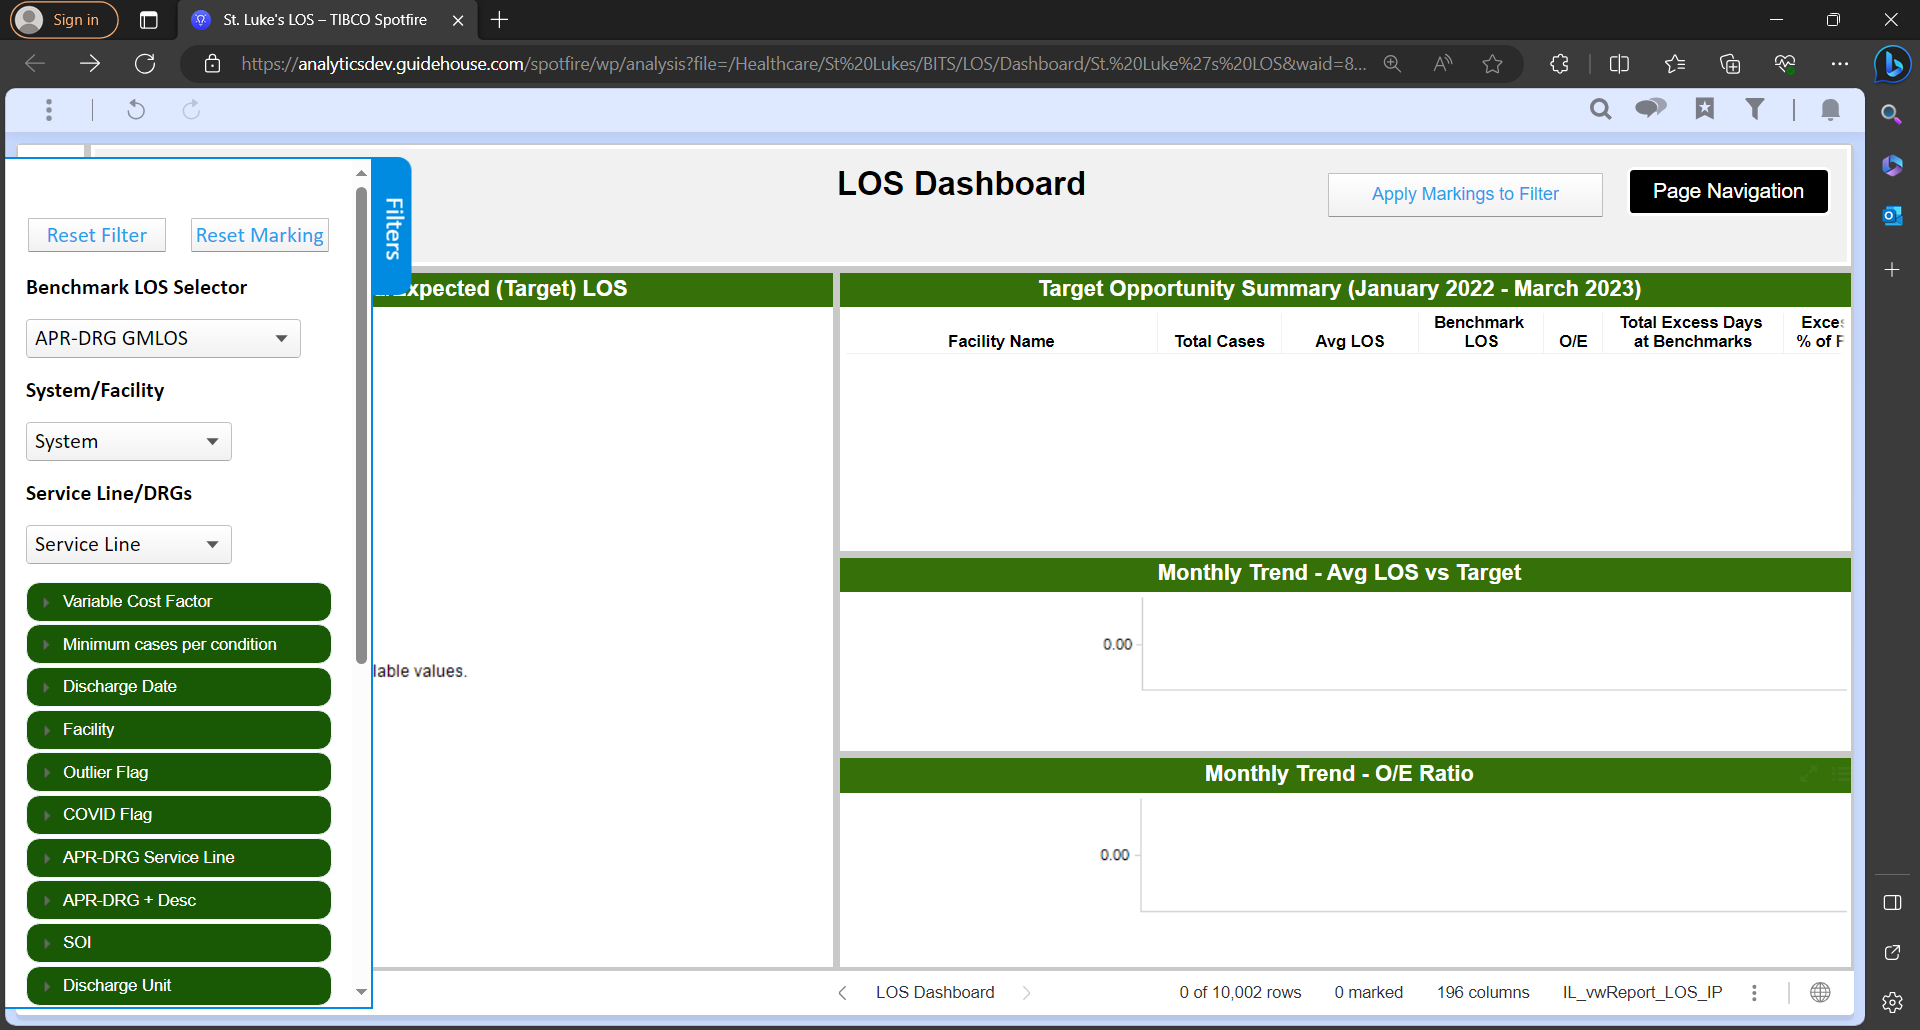 Sign in
St. Luke's LOS – TIBCO Spotfire
https://analyticsdev.guidehouse.com/spotfire/wp/analysis?file=/Healthcare/St%20Lukes/BITS/LOS/Dashboard/St.%20Luke%27s%20LOS&waid=8...
LOS Dashboard
Apply Markings to Filter
Page Navigation
Filters
Reset Filter
Reset Marking
Benchmark LOS Selector
APR-DRG GMLOS
System/Facility
System
Service Line/DRGs
Service Line
Variable Cost Factor
Minimum cases per condition
Discharge Date
Facility
Outlier Flag
COVID Flag
APR-DRG Service Line
APR-DRG + Desc
SOI
Discharge Unit
Expected (Target) LOS
lable values.
Target Opportunity Summary (January 2022 - March 2023)
Facility Name
Total Cases
Avg LOS
Benchmark
LOS
O/E
Total Excess Days
at Benchmarks
Monthly Trend - Avg LOS vs Target
0.00
Monthly Trend - O/E Ratio
0.00
LOS Dashboard
0 of 10,002 rows
0 marked
196 columns
IL_vwReport_LOS_IP